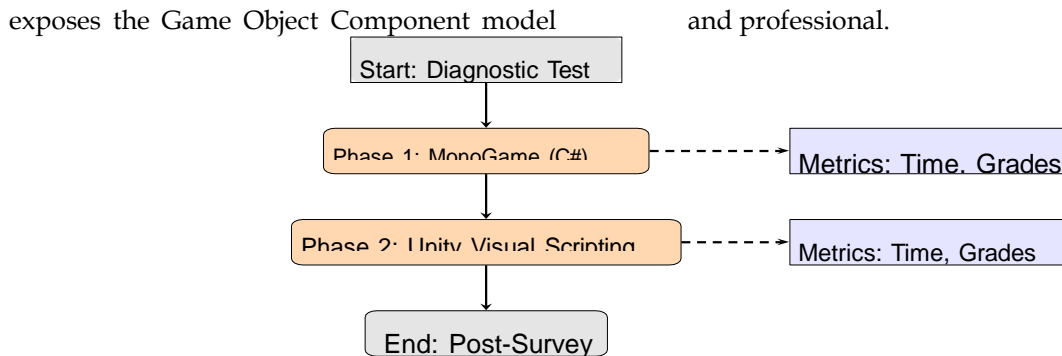 exposes the Game Object Component model
and professional.
Start: Diagnostic Test
Phase 1: MonoGame (C#)
Metrics: Time, Grades
Phase 2: Unity Visual Scripting
Metrics: Time, Grades
End: Post-Survey